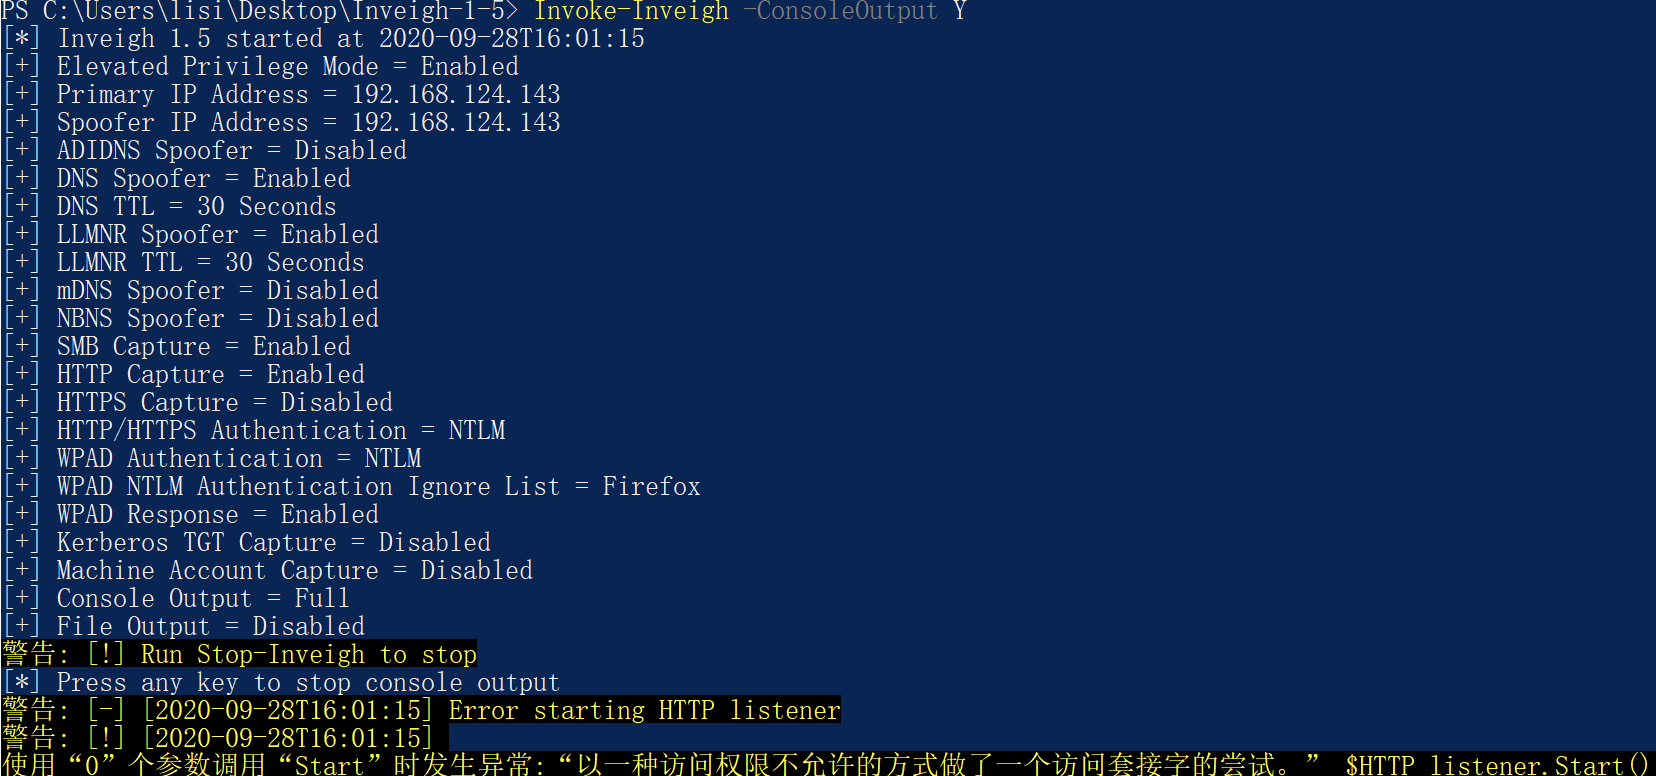 PS C:\Users\lisi\Desktop\Inveigh-1-5> Invoke-Inveigh -ConsoleOutput Y
[*] Inveigh 1.5 started at 2020-09-28T16:01:15
[+] Elevated Privilege Mode = Enabled
[+] Primary IP Address = 192.168.124.143
[+] Spoofer IP Address = 192.168.124.143
[+] ADIDNS Spoofer = Disabled
[+] DNS Spoofer = Enabled
[+] DNS TTL = 30 Seconds
[+] LLMNR Spoofer = Enabled
[+] LLMNR TTL = 30 Seconds
[+] mDNS Spoofer = Disabled
[+] NBNS Spoofer = Disabled
[+] SMB Capture = Enabled
[+] HTTP Capture = Enabled
[+] HTTPS Capture = Disabled
[+] HTTP/HTTPS Authentication = NTLM
[+] WPAD Authentication = NTLM
[+] WPAD NTLM Authentication Ignore List = Firefox
[+] WPAD Response = Enabled
[+] Kerberos TGT Capture = Disabled
[+] Machine Account Capture = Disabled
[+] Console Output = Full
[+] File Output = Disabled
警告: [!] Run Stop-Inveigh to stop
[*] Press any key to stop console output
警告: [-] [2020-09-28T16:01:15] Error starting HTTP listener
警告: [!] [2020-09-28T16:01:15]
使用“0”个参数调用“Start”时发生异常:“以一种访问权限不允许的方式做了一个访问套接字的尝试。” $HTTP_listener.Start()